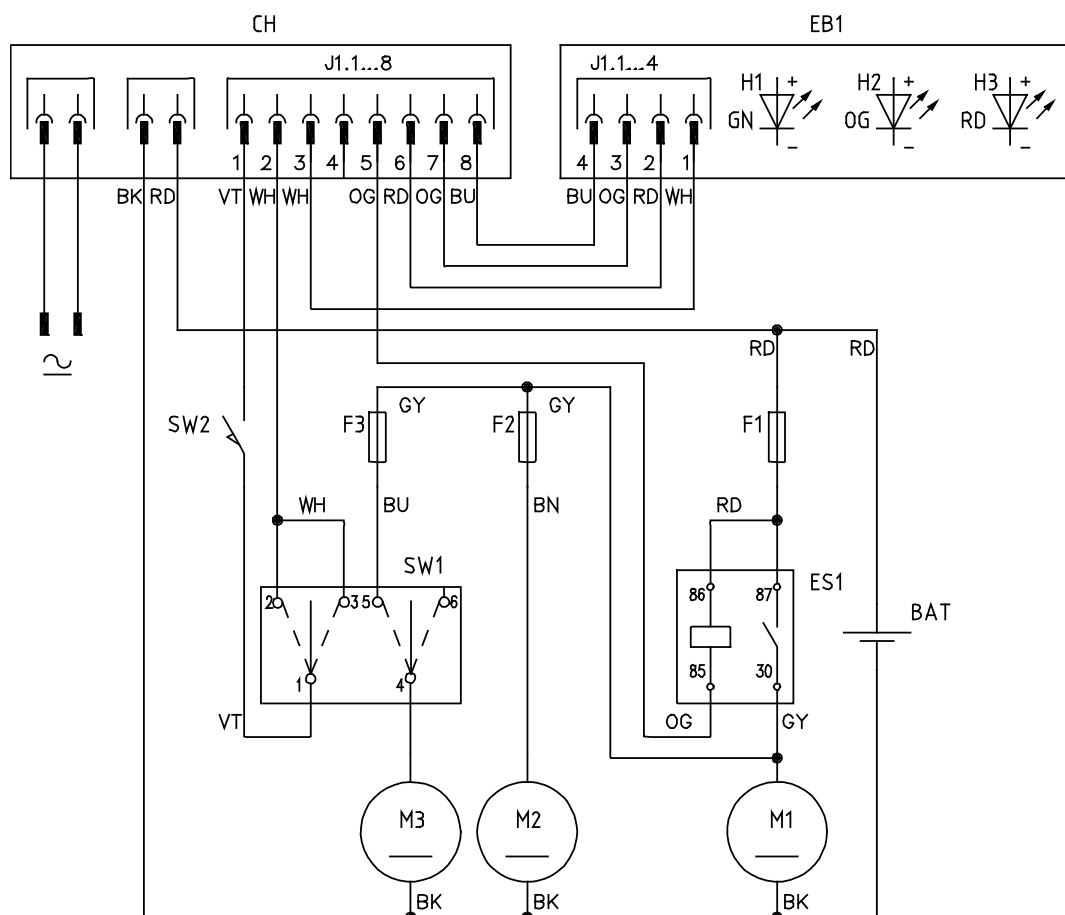 CH EB1
J1.1...8 J1.1...4
H1 + H2 + H3 +
GN OG RD
– – –
1 2 3 4 5 6 7 8 4 3 2 1
BK RD VT WH WH OG RD OG BU BU OG RD WH
RD RD
GY GY
SW2 F3 F2 F1
WH BU BN RD
SW1 ES1
2 3 5 6 86 87
BAT
1 4 85 30
VT OG GY
M3 M2 M1
BK BK BK